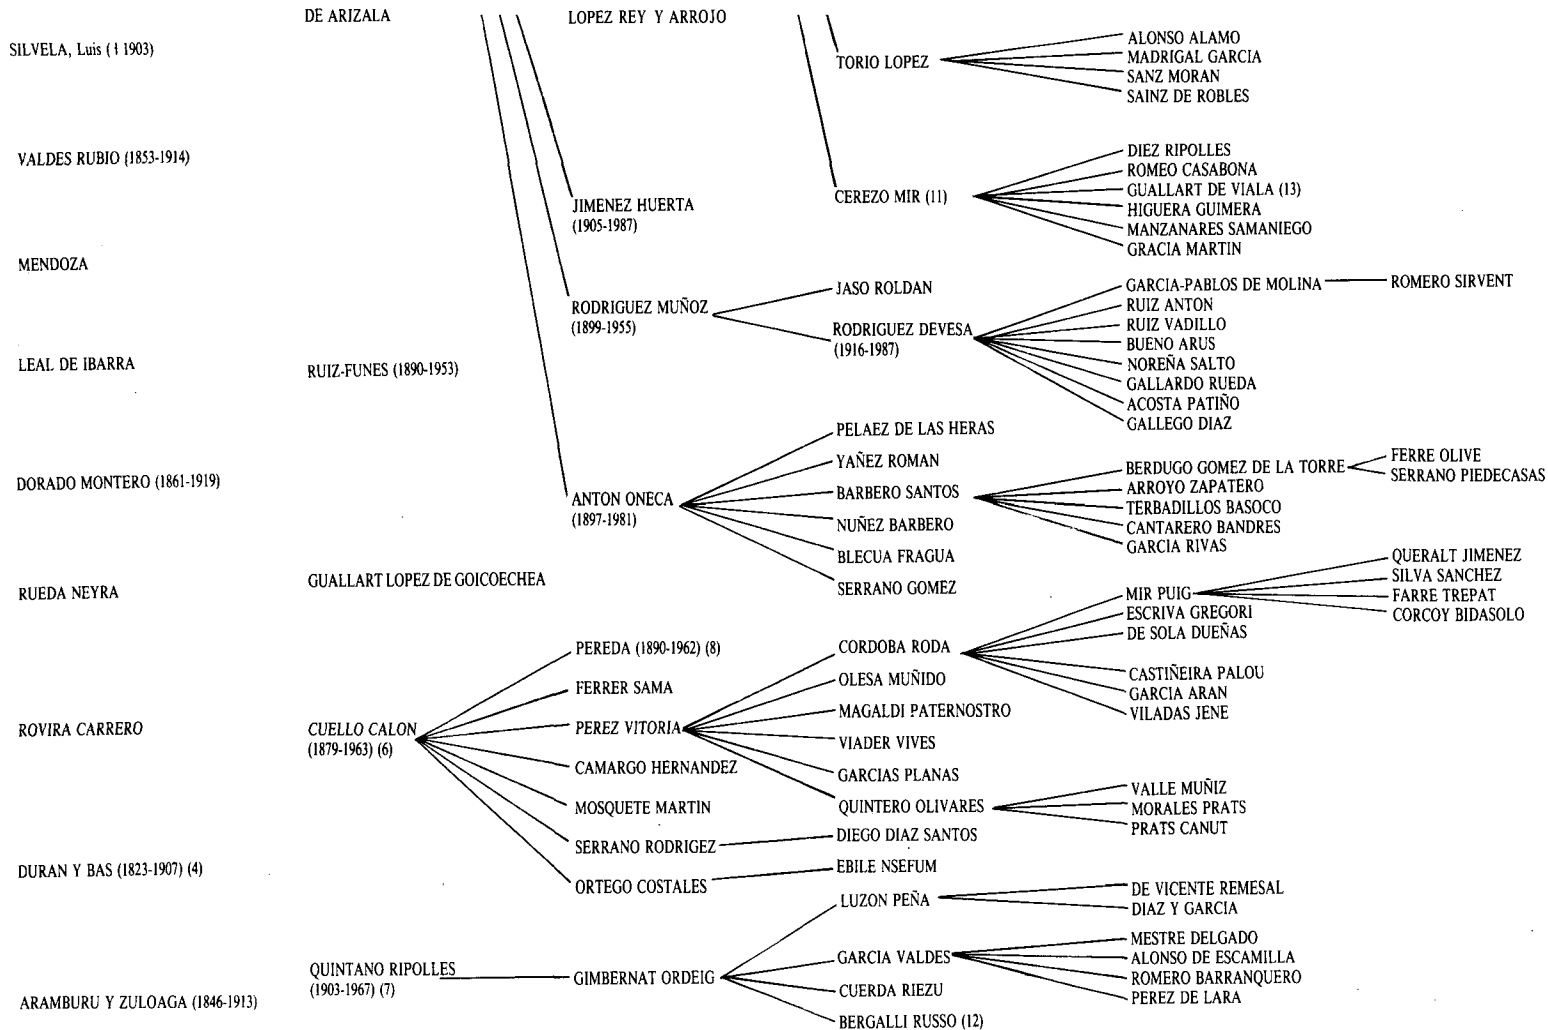 DE ARIZALA
LOPEZ REY Y ARROJO
SILVELA, Luis (ƚ 1903)
VALDES RUBIO (1853-1914)
MENDOZA
LEAL DE IBARRA
DORADO MONTERO (1861-1919)
RUEDA NEYRA
ROVIRA CARRERO
DURAN Y BAS (1823-1907) (4)
ARAMBURU Y ZULOAGA (1846-1913)
RUIZ-FUNES (1890-1953)
GUALLART LOPEZ DE GOICOECHEA
CUELLO CALON
(1879-1963) (6)
QUINTANO RIPOLLES
(1903-1967) (7)
JIMENEZ HUERTA
(1905-1987)
RODRIGUEZ MUÑOZ
(1899-1955)
ANTON ONECA
(1897-1981)
PEREDA (1890-1962) (8)
FERRER SAMA
PEREZ VITORIA
CAMARGO HERNANDEZ
MOSQUETE MARTIN
SERRANO RODRIGEZ
ORTEGO COSTALES
GIMBERNAT ORDEIG
TORIO LOPEZ
CEREZO MIR (11)
JASO ROLDAN
RODRIGUEZ DEVESA
(1916-1987)
PELAEZ DE LAS HERAS
YAÑEZ ROMAN
BARBERO SANTOS
NUÑEZ BARBERO
BLECUA FRAGUA
SERRANO GOMEZ
CORDOBA RODA
OLESA MUÑIDO
MAGALDI PATERNOSTRO
VIADER VIVES
GARCIAS PLANAS
QUINTERO OLIVARES
DIEGO DIAZ SANTOS
EBILE NSEFUM
LUZON PEÑA
GARCIA VALDES
CUERDA RIEZU
BERGALLI RUSSO (12)
ALONSO ALAMO
MADRIGAL GARCIA
SANZ MORAN
SAINZ DE ROBLES
DIEZ RIPOLLES
ROMEO CASABONA
GUALLART DE VIALA (13)
HIGUERA GUIMERA
MANZANARES SAMANIEGO
GRACIA MARTIN
GARCIA-PABLOS DE MOLINA
RUIZ ANTON
RUIZ VADILLO
BUENO ARUS
NOREÑA SALTO
GALLARDO RUEDA
ACOSTA PATIÑO
GALLEGO DIAZ
BERDUGO GOMEZ DE LA TORRE
ARROYO ZAPATERO
TERBADILLOS BASOCO
CANTARERO BANDRES
GARCIA RIVAS
MIR PUIG
ESCRIVA GREGORI
DE SOLA DUEÑAS
CASTIÑEIRA PALOU
GARCIA ARAN
VILADAS JENE
VALLE MUÑIZ
MORALES PRATS
PRATS CANUT
DE VICENTE REMESAL
DIAZ Y GARCIA
MESTRE DELGADO
ALONSO DE ESCAMILLA
ROMERO BARRANQUERO
PEREZ DE LARA
ROMERO SIRVENT
FERRE OLIVE
SERRANO PIEDECASAS
QUERALT JIMENEZ
SILVA SANCHEZ
FARRE TREPAT
CORCOY BIDASOLO